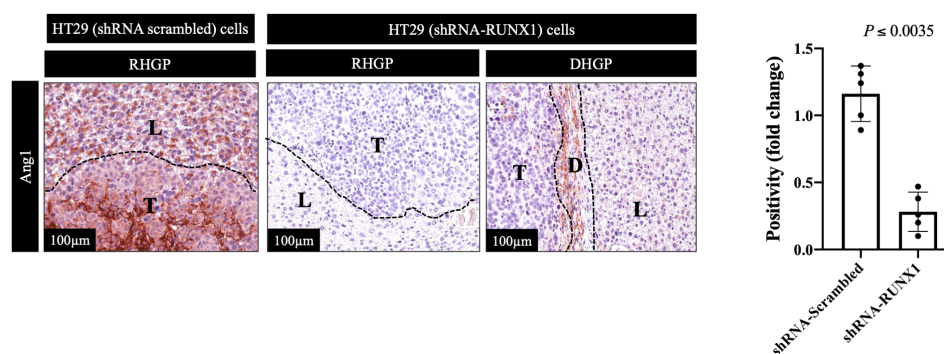 HT29 (shRNA scrambled) cells
HT29 (shRNA-RUNX1) cells
RHGP
RHGP
DHGP
Ang1
L
T
100µm
T
L
100µm
T
D
L
100µm
P ≤ 0.0035
Positivity (fold change)
1.5
1.0
0.5
0.0
shRNA-Scrambled
shRNA-RUNX1